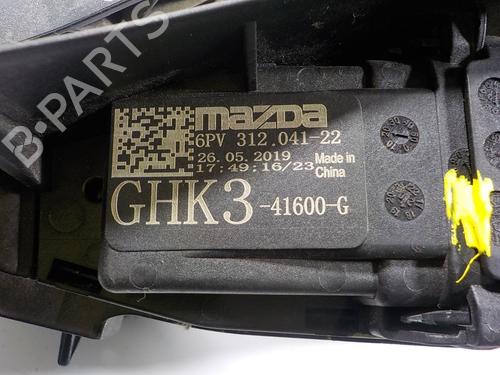 mazda
6PV 312.041-22
26.05.2019
17:49:16/23
Made in
China
GHK3-41600-G
B-PARTS